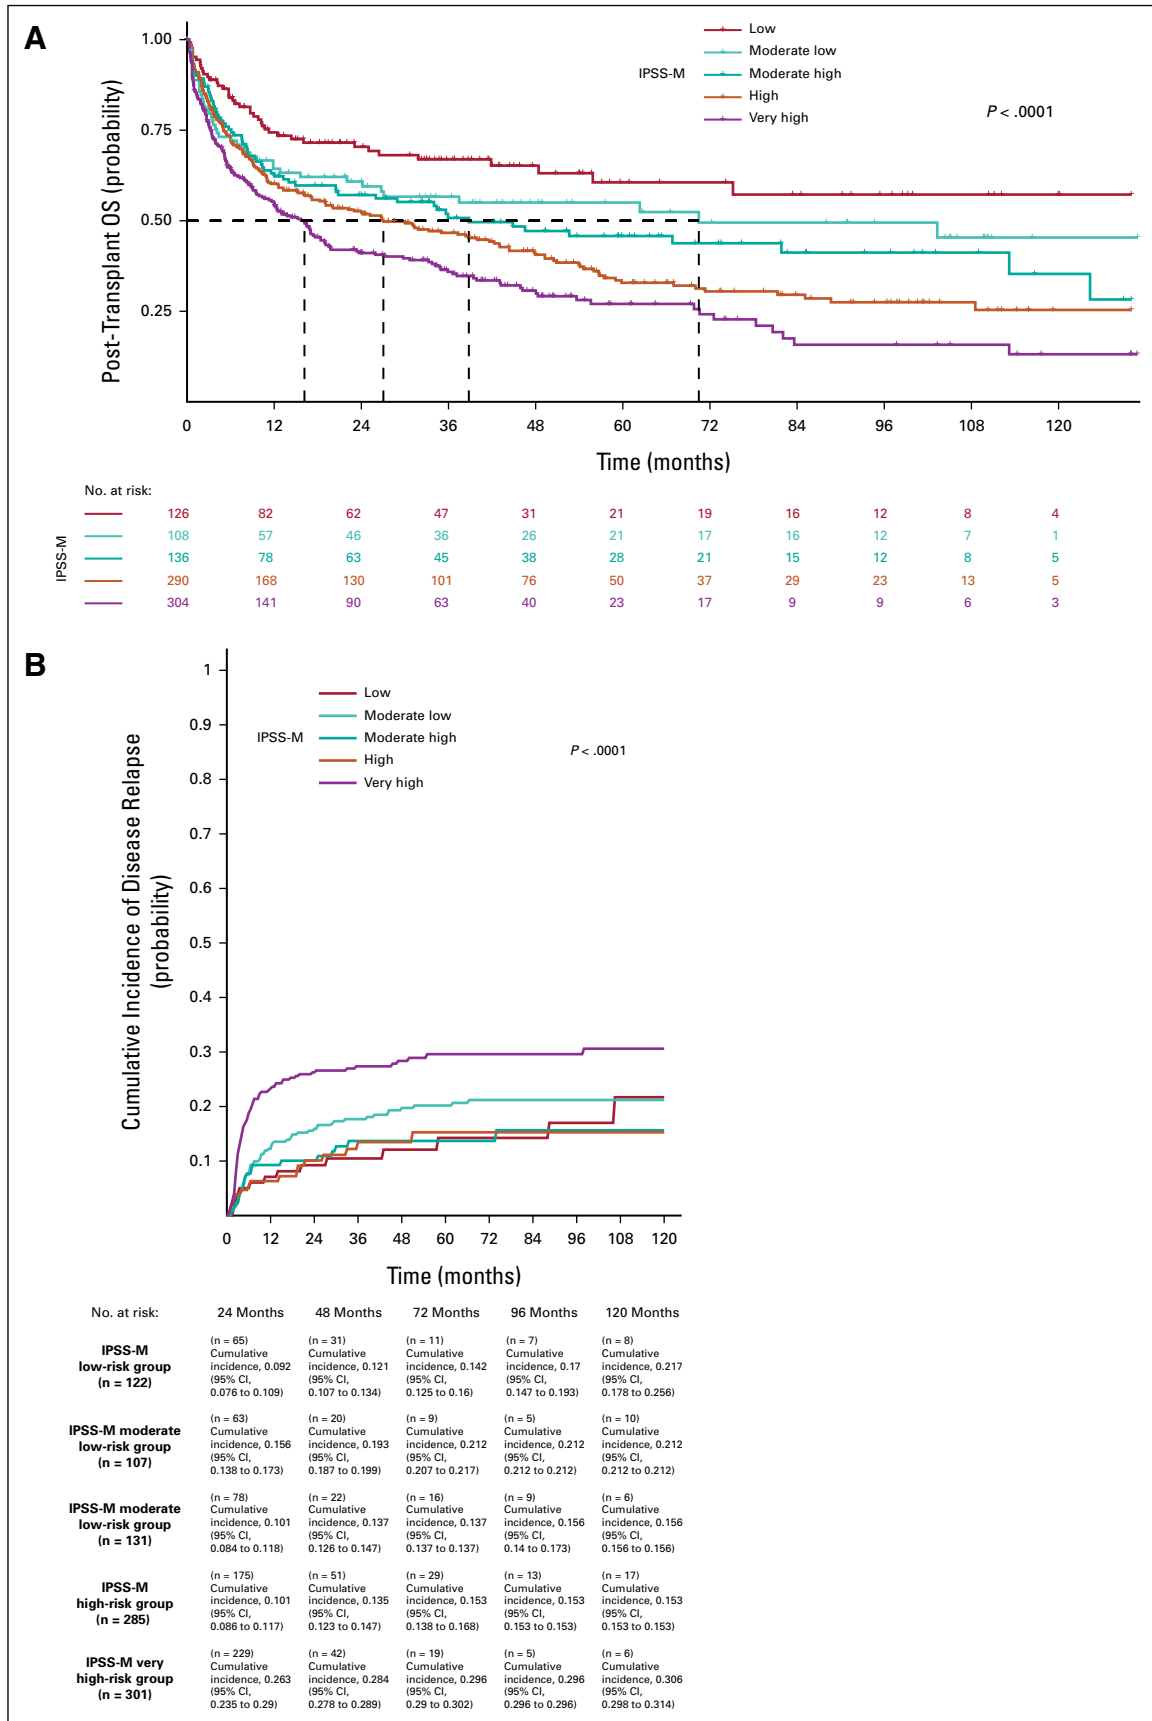 A
1.00
0.75
0.50
0.25
Post-Transplant OS (probability)
IPSS-M
Low
Moderate low
Moderate high
High
Very high
P < .0001
0 12 24 36 48 60 72 84 96 108 120
Time (months)
No. at risk:
IPSS-M
126 82 62 47 31 21 19 16 12 8 4
108 57 46 36 26 21 17 16 12 7 1
136 78 63 45 38 28 21 15 12 8 5
290 168 130 101 76 50 37 29 23 13 5
304 141 90 63 40 23 17 9 9 6 3
B
1
0.9
0.8
0.7
0.6
0.5
0.4
0.3
0.2
0.1
Cumulative Incidence of Disease Relapse
(probability)
IPSS-M
Low
Moderate low
Moderate high
High
Very high
P < .0001
0 12 24 36 48 60 72 84 96 108 120
Time (months)
No. at risk: 24 Months 48 Months 72 Months 96 Months 120 Months
IPSS-M
low-risk group
(n = 122)
(n = 65) (n = 31) (n = 11) (n = 7) (n = 8)
Cumulative Cumulative Cumulative Cumulative Cumulative
incidence, 0.092 incidence, 0.121 incidence, 0.142 incidence, 0.17 incidence, 0.217
(95% CI, (95% CI, (95% CI, (95% CI, (95% CI,
0.076 to 0.109) 0.107 to 0.134) 0.125 to 0.16) 0.147 to 0.193) 0.178 to 0.256)
IPSS-M moderate
low-risk group
(n = 107)
(n = 63) (n = 20) (n = 9) (n = 5) (n = 10)
Cumulative Cumulative Cumulative Cumulative Cumulative
incidence, 0.156 incidence, 0.193 incidence, 0.212 incidence, 0.212 incidence, 0.212
(95% CI, (95% CI, (95% CI, (95% CI, (95% CI,
0.138 to 0.173) 0.187 to 0.199) 0.207 to 0.217) 0.212 to 0.212) 0.212 to 0.212)
IPSS-M moderate
low-risk group
(n = 131)
(n = 78) (n = 22) (n = 16) (n = 9) (n = 6)
Cumulative Cumulative Cumulative Cumulative Cumulative
incidence, 0.101 incidence, 0.137 incidence, 0.137 incidence, 0.156 incidence, 0.156
(95% CI, (95% CI, (95% CI, (95% CI, (95% CI,
0.084 to 0.118) 0.126 to 0.147) 0.137 to 0.137) 0.14 to 0.173) 0.156 to 0.156)
IPSS-M
high-risk group
(n = 285)
(n = 175) (n = 51) (n = 29) (n = 13) (n = 17)
Cumulative Cumulative Cumulative Cumulative Cumulative
incidence, 0.101 incidence, 0.135 incidence, 0.153 incidence, 0.153 incidence, 0.153
(95% CI, (95% CI, (95% CI, (95% CI, (95% CI,
0.086 to 0.117) 0.123 to 0.147) 0.138 to 0.168) 0.153 to 0.153) 0.153 to 0.153)
IPSS-M very
high-risk group
(n = 301)
(n = 229) (n = 42) (n = 19) (n = 5) (n = 6)
Cumulative Cumulative Cumulative Cumulative Cumulative
incidence, 0.263 incidence, 0.284 incidence, 0.296 incidence, 0.296 incidence, 0.306
(95% CI, (95% CI, (95% CI, (95% CI, (95% CI,
0.235 to 0.29) 0.278 to 0.289) 0.29 to 0.302) 0.296 to 0.296) 0.298 to 0.314)